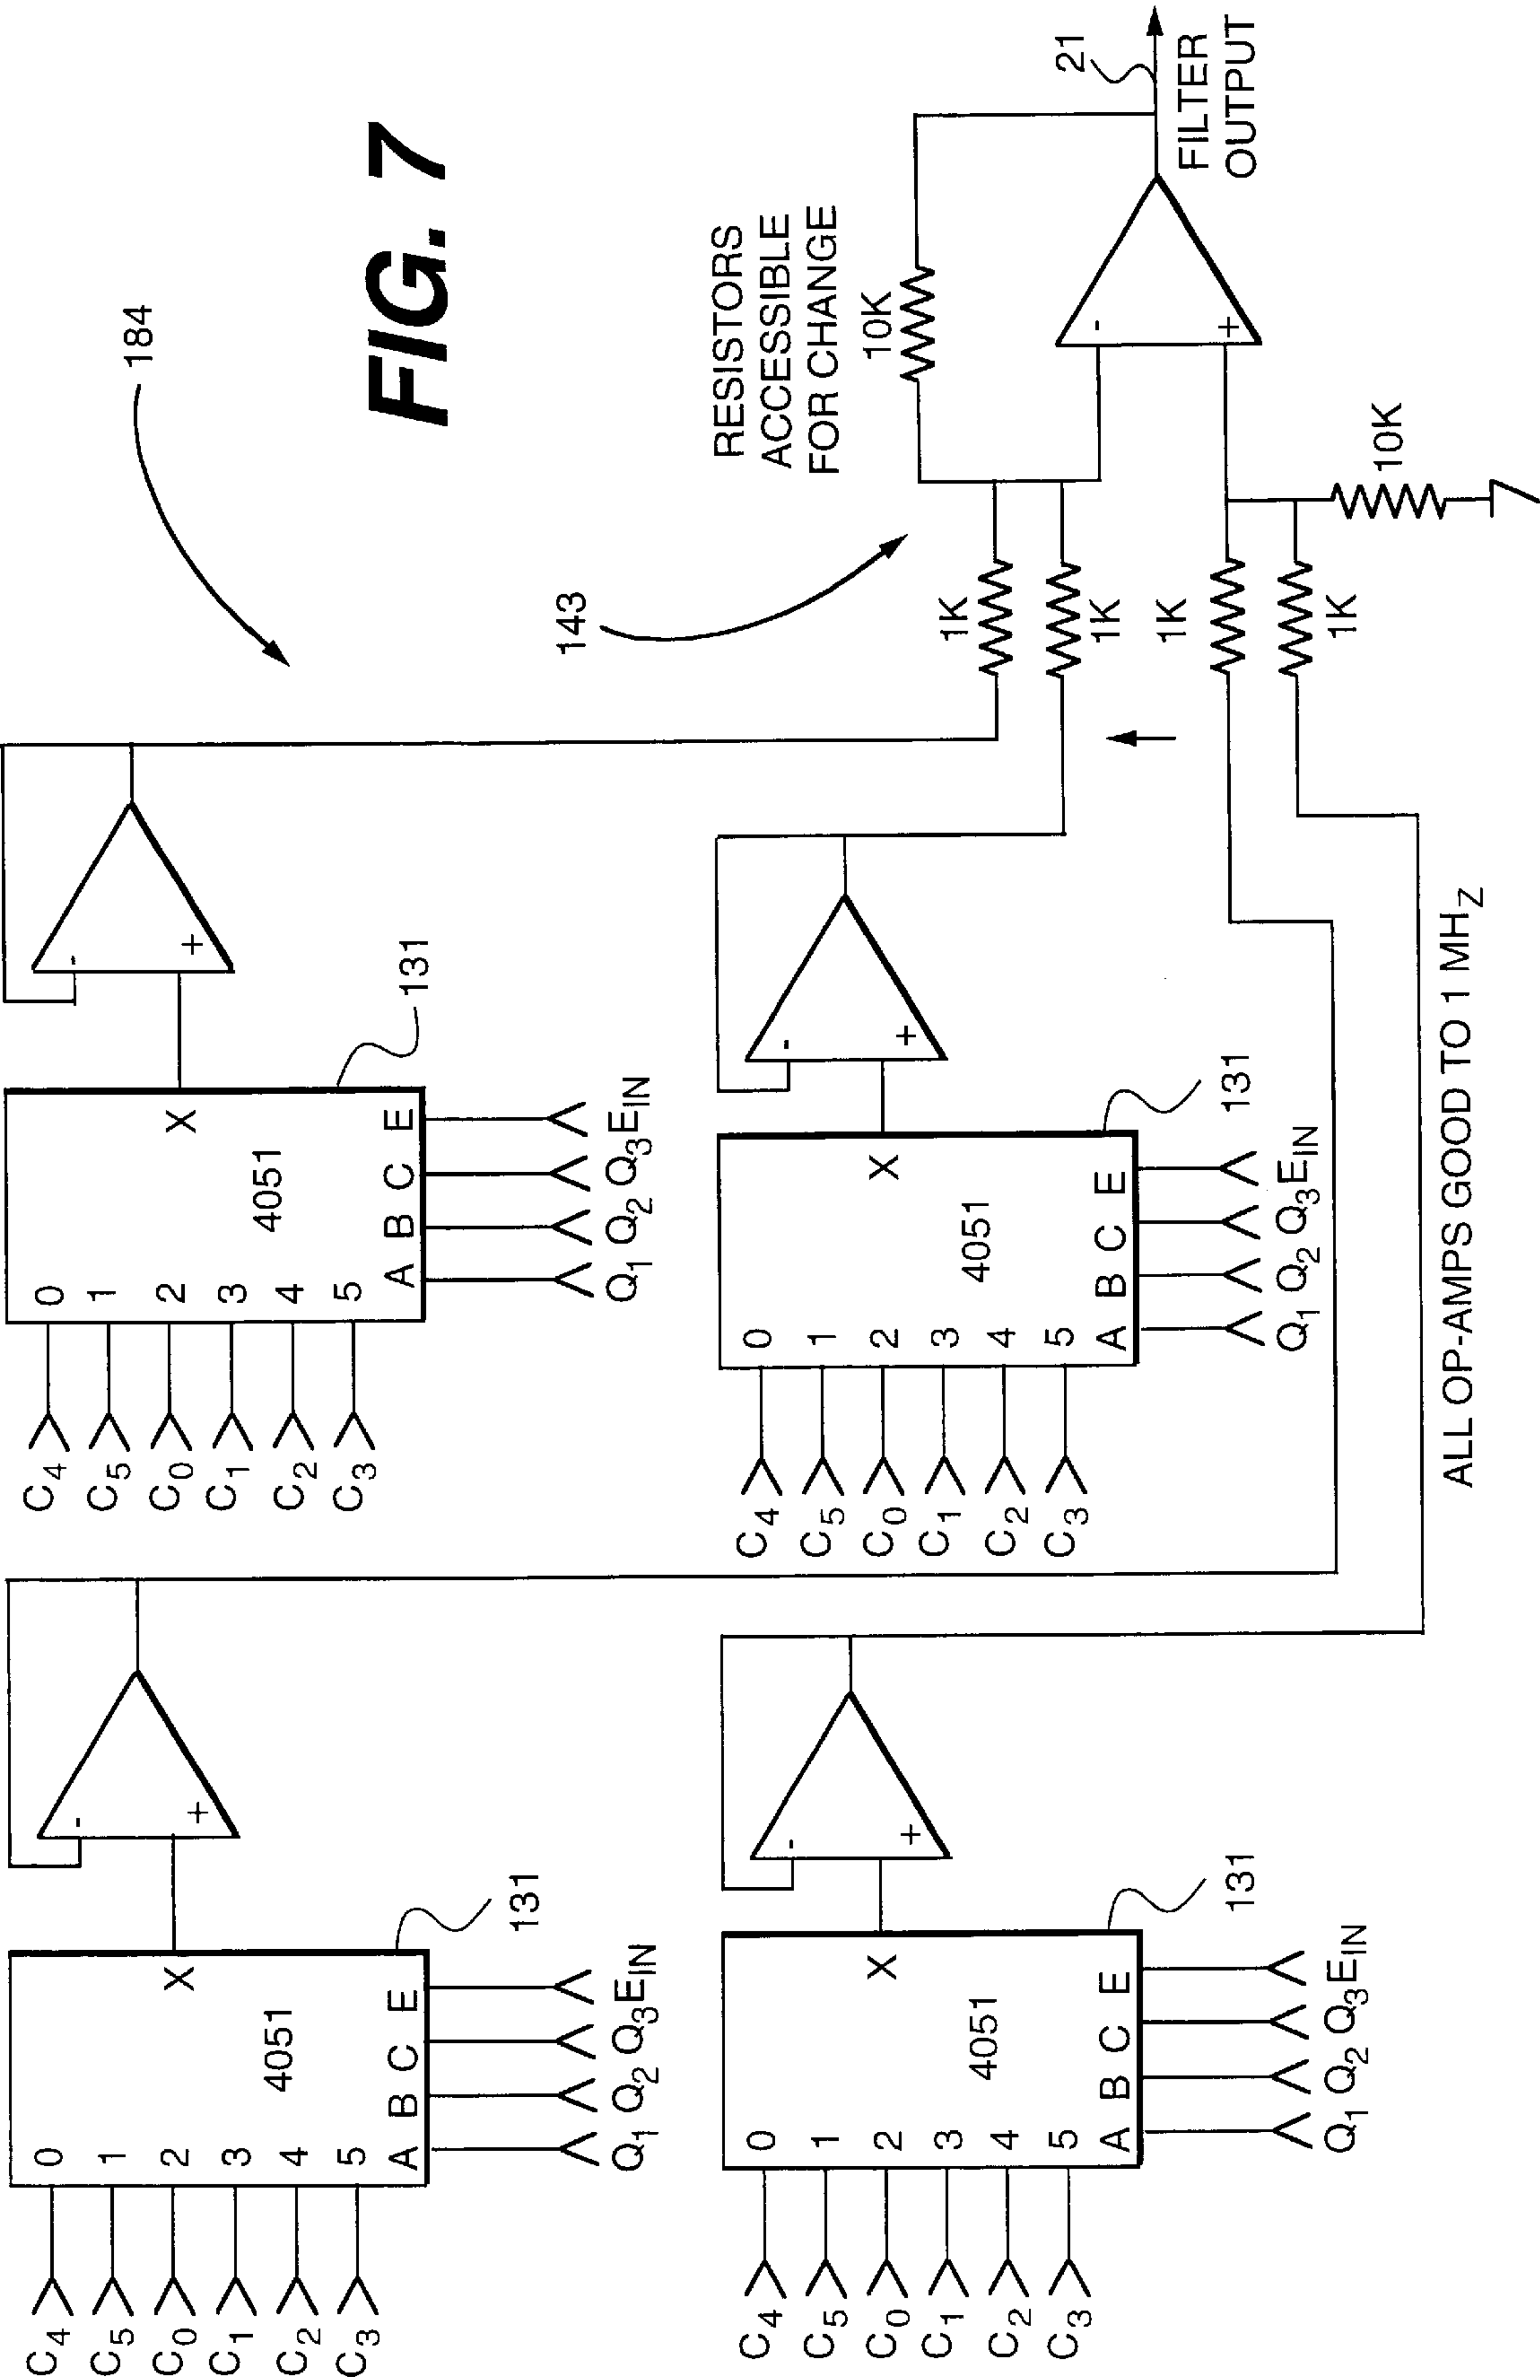 FIG. 7
184
C4
C5
C0
C1
C2
C3
0
1
2
3
4
5
4051
X
A B C E
Q1 Q2 Q3 EIN
131
-
+
C4
C5
C0
C1
C2
C3
0
1
2
3
4
5
4051
X
A B C E
Q1 Q2 Q3 EIN
131
-
+
C4
C5
C0
C1
C2
C3
0
1
2
3
4
5
4051
X
A B C E
Q1 Q2 Q3 EIN
131
-
+
C4
C5
C0
C1
C2
C3
0
1
2
3
4
5
4051
X
A B C E
Q1 Q2 Q3 EIN
131
-
+
143
RESISTORS
ACCESSIBLE
FOR CHANGE
10K
1K
1K
1K
1K
10K
-
+
21
FILTER
OUTPUT
ALL OP-AMPS GOOD TO 1 MHZ